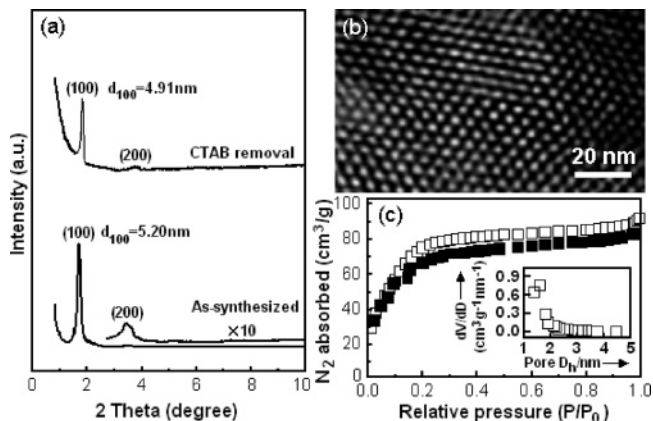 (a)
(100) d100=4.91nm
(200)
CTAB removal
(100)
d100=5.20nm
(200)
As-synthesized
×10
Intensity (a.u.)
0 2 4 6 8 10
2 Theta (degree)
(b)
20 nm
(c)
100
80
60
40
20
0
N2 absorbed (cm3/g)
0.0 0.2 0.4 0.6 0.8 1.0
Relative pressure (P/P0)
dV/dD
(cm3g-1nm-1)
0.9
0.6
0.3
0.0
1 2 3 4 5
Pore Dh/nm